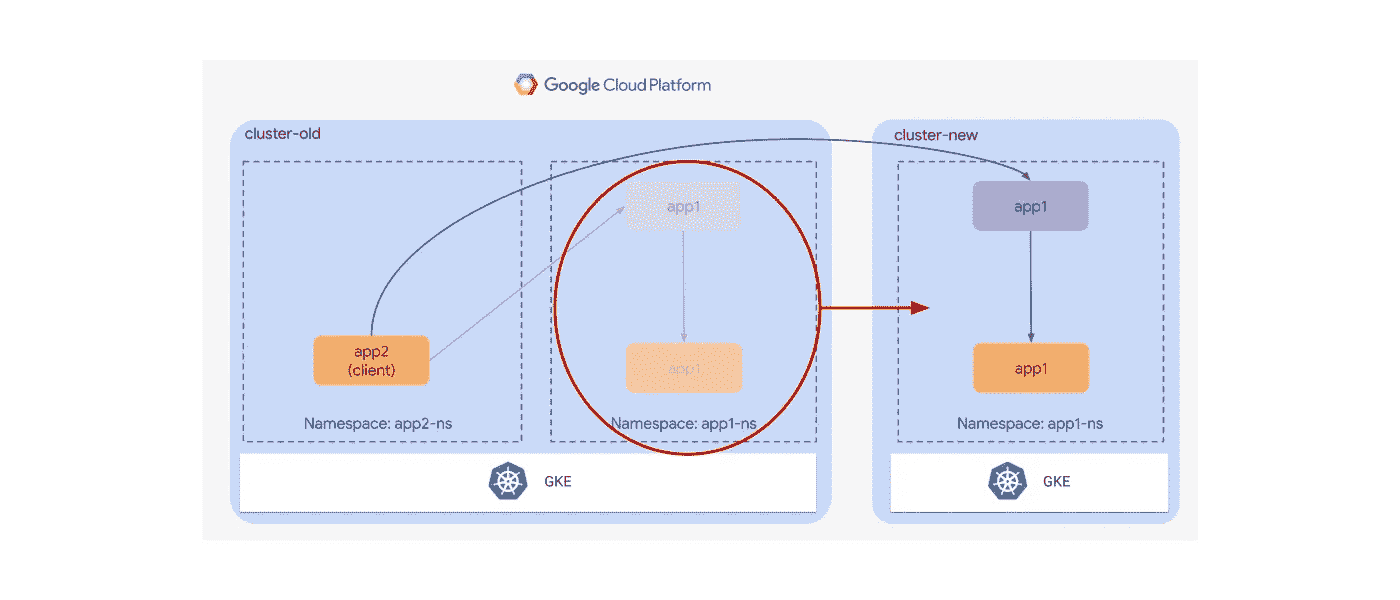 Google Cloud Platform
cluster-old
cluster-new
app1
app1
app2
(client)
app1
app1
Namespace: app2-ns
Namespace: app1-ns
Namespace: app1-ns
GKE
GKE